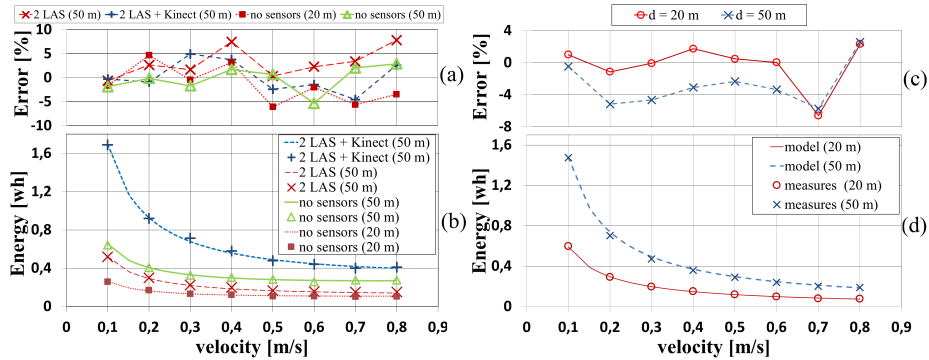 2 LAS (50 m) 2 LAS + Kinect (50 m) no sensors (20 m) no sensors (50 m)
Error [%]
10
5
0
-5
10
(a)
Energy [wh]
1,6
1,2
0,8
0,4
0
2 LAS + Kinect (50 m)
2 LAS + Kinect (50 m)
2 LAS (50 m)
2 LAS (50 m)
no sensors (50 m)
no sensors (50 m)
no sensors (20 m)
no sensors (20 m)
(b)
0 0,1 0,2 0,3 0,4 0,5 0,6 0,7 0,8 0,9
velocity [m/s]
d = 20 m d = 50 m
Error [%]
4
0
-4
-8
(c)
Energy [wh]
1,6
1,2
0,8
0,4
0
model (20 m)
model (50 m)
measures (20 m)
measures (50 m)
(d)
0 0,1 0,2 0,3 0,4 0,5 0,6 0,7 0,8 0,9
velocity [m/s]